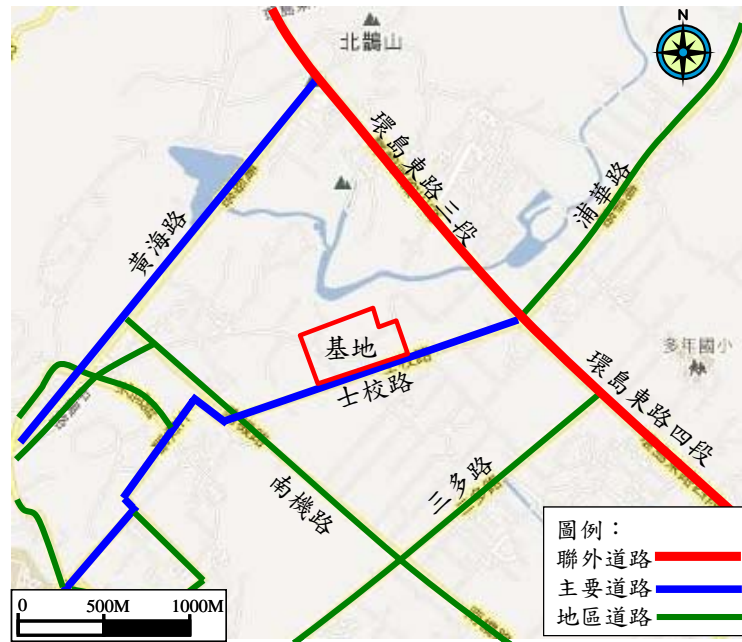 北鵲山
N
環島東路三段
浦華路
黃海路
基地
士校路
多年國小
環島東路四段
三多路
南機路
圖例：
聯外道路
主要道路
地區道路
0 500M 1000M